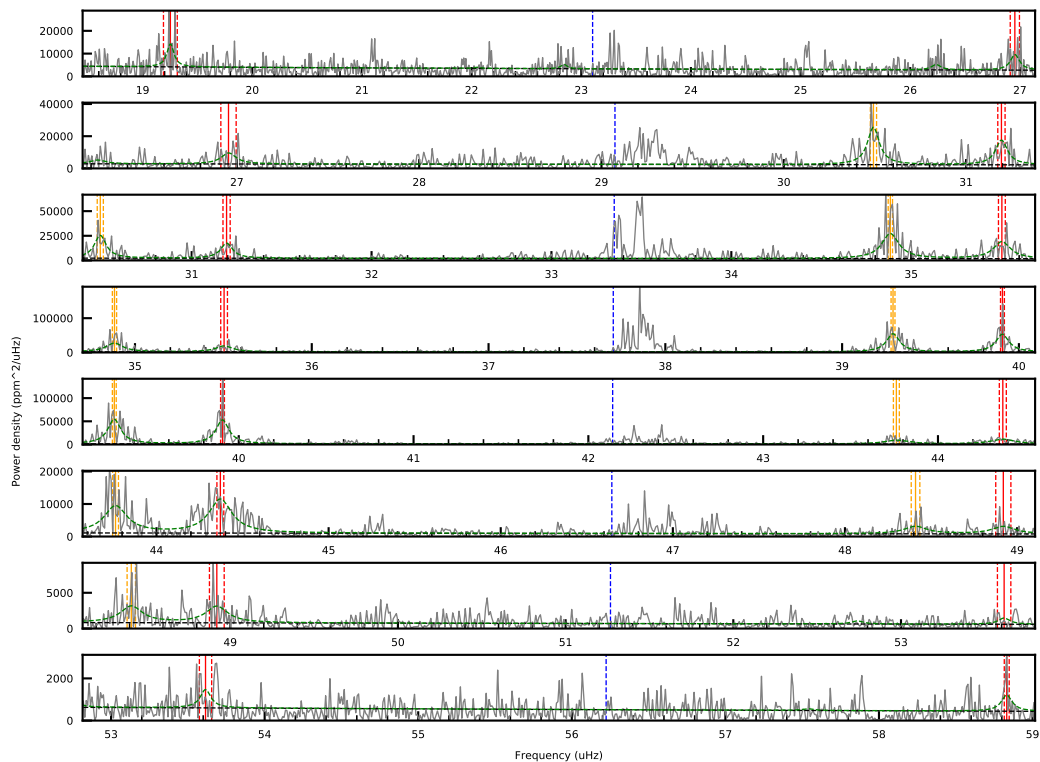 20000
10000
0
19 20 21 22 23 24 25 26 27
40000
20000
0
27 28 29 30 31
50000
25000
0
31 32 33 34 35
100000
0
35 36 37 38 39 40
100000
50000
0
40 41 42 43 44
20000
10000
0
44 45 46 47 48 49
5000
0
49 50 51 52 53
2000
0
53 54 55 56 57 58 59
Power density (ppm^2/uHz)
Frequency (uHz)